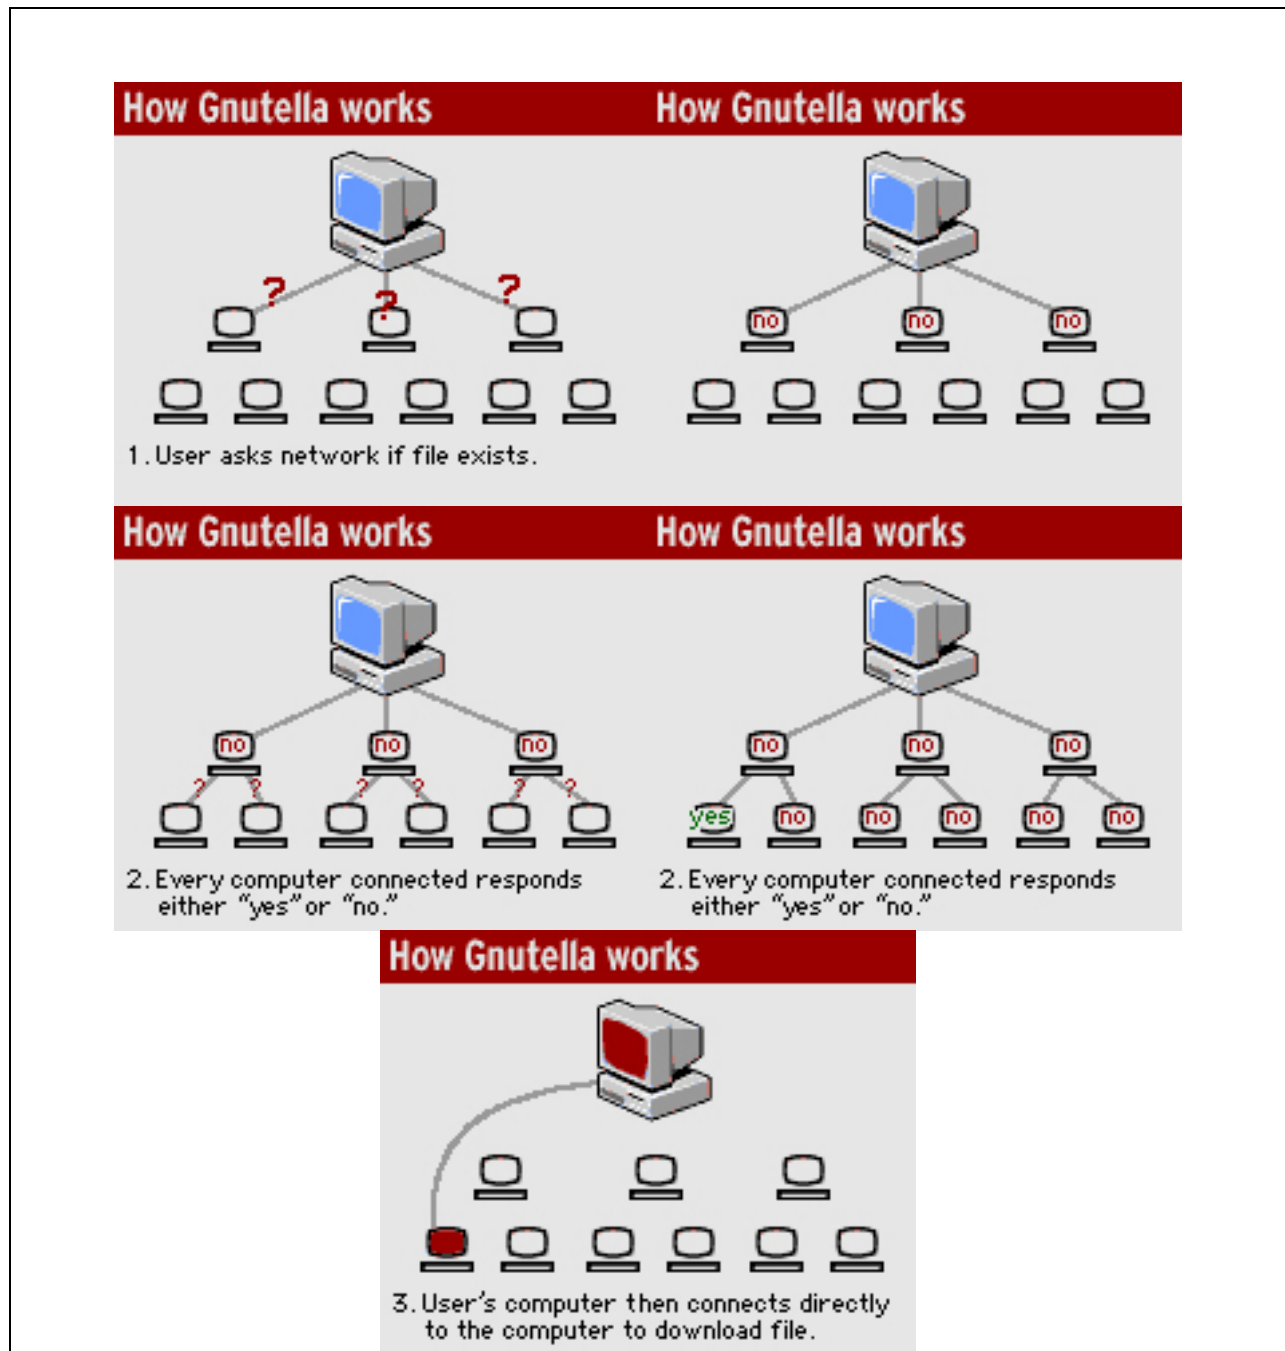 How Gnutella works
?
?
?
1. User asks network if file exists.
How Gnutella works
no
no
no
How Gnutella works
no
no
no
?
?
?
?
?
?
2. Every computer connected responds
either "yes" or "no."
How Gnutella works
no
no
no
yes
no
no
no
no
no
2. Every computer connected responds
either "yes" or "no."
How Gnutella works
3. User's computer then connects directly
to the computer to download file.